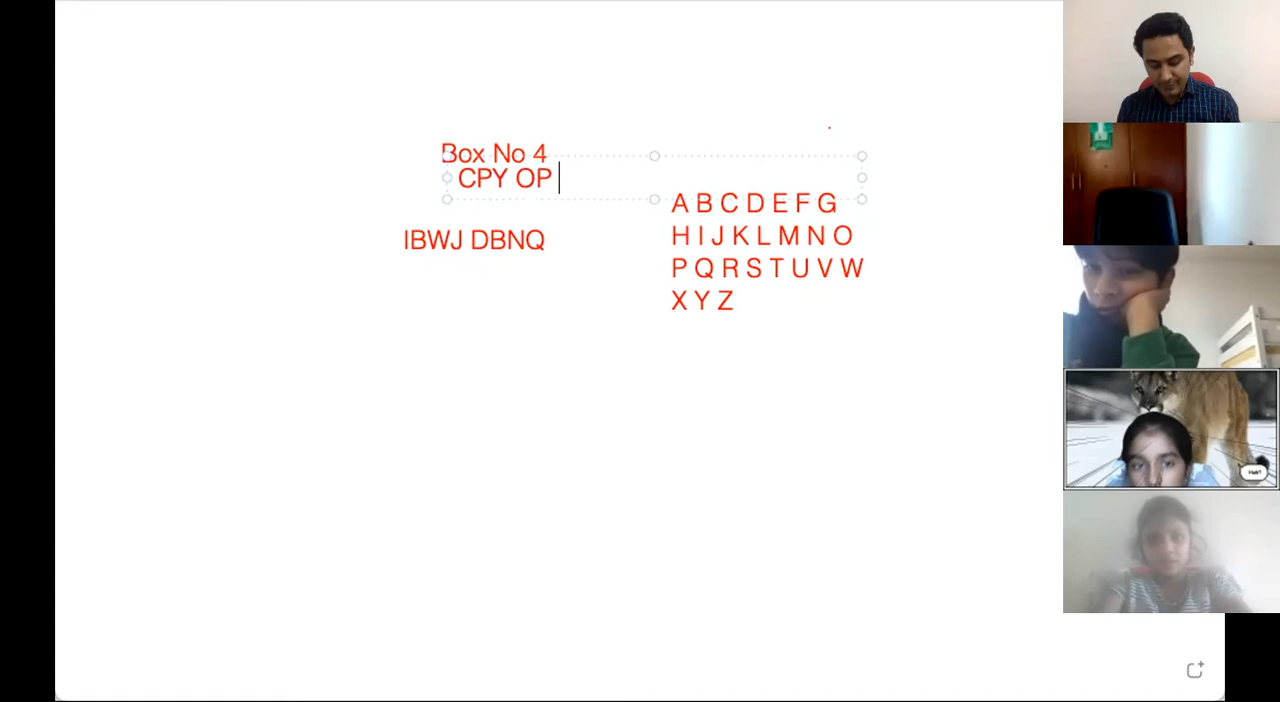 Box No 4
CPY OP
IBWJ DBNQ
A B C D E F G
H I J K L M N O
P Q R S T U V W
X Y Z